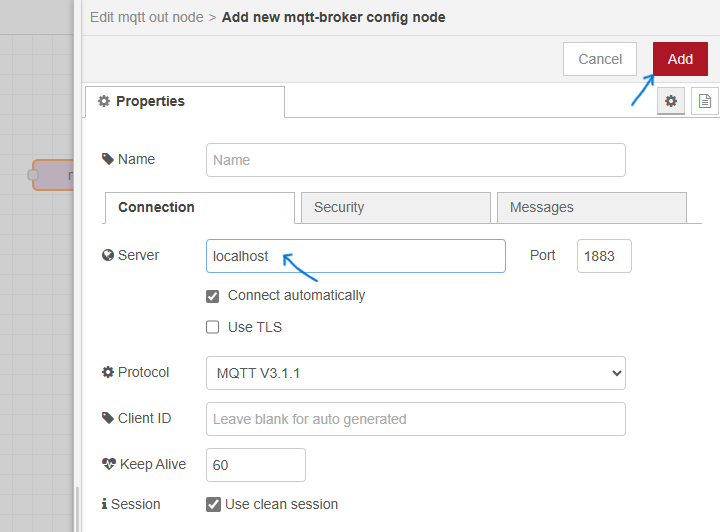 Edit mqtt out node > Add new mqtt-broker config node
Cancel Add
Properties
Name Name
Connection Security Messages
Server localhost Port 1883
Connect automatically
Use TLS
Protocol MQTT V3.1.1
Client ID Leave blank for auto generated
Keep Alive 60
Session Use clean session